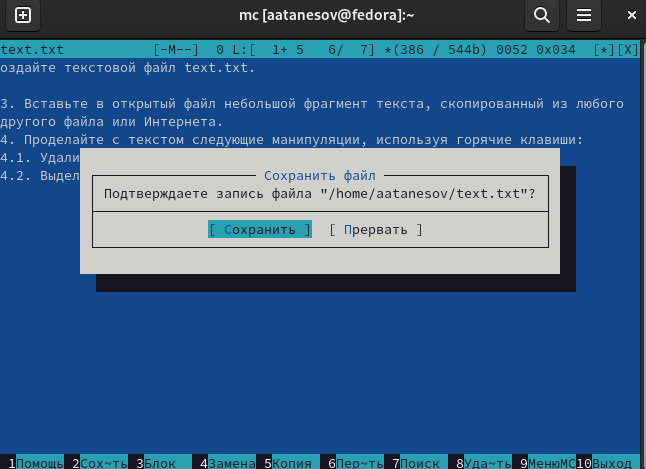 mc [aatanesov@fedora]:~
text.txt [-M--] 0 L:[ 1+ 5 6/ 7] *(386 / 544b) 0052 0x034 [*][X]
оздайте текстовой файл text.txt.
3. Вставьте в открытый файл небольшой фрагмент текста, скопированный из любого
другого файла или Интернета.
4. Проделайте с текстом следующие манипуляции, используя горячие клавиши:
4.1. Удали
4.2. Выдел
Сохранить файл
Подтверждаете запись файла "/home/aatanesov/text.txt"?
[ Сохранить ] [ Прервать ]
1Помощь 2Сох~ть 3Блок 4Замена 5Копия 6Пер~ть 7Поиск 8Уда~ть 9МенюMC 10Выход